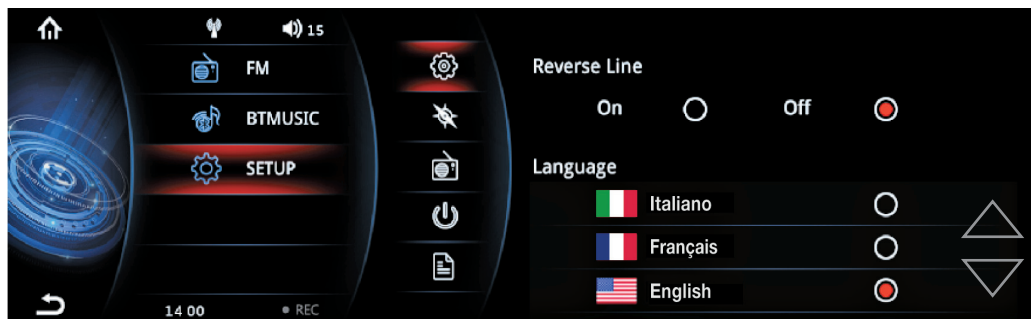 15
FM
BTMUSIC
SETUP
14 00
REC
Reverse Line
On Off
Language
Italiano
Français
English